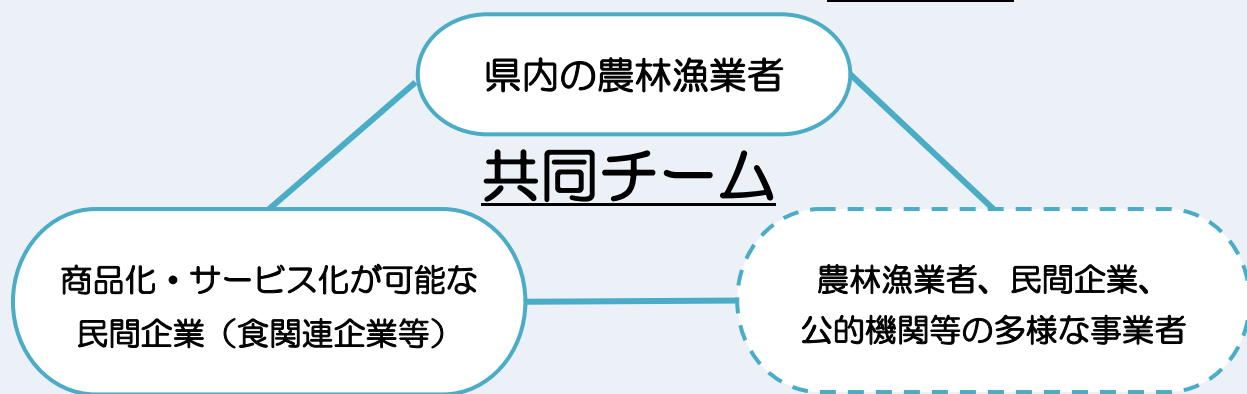 県内の農林漁業者
共同チーム
商品化・サービス化が可能な
民間企業（食関連企業等）
農林漁業者、民間企業、
公的機関等の多様な事業者